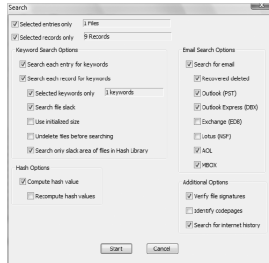 Search
Selected entries only 1 Files
Selected records only 9 Records
Keyword Search Options
Search each entry for keywords
Search each record for keywords
Selected keywords only 1 keywords
Search file slack
Use initialized size
Undelete files before searching
Search only slack area of files in Hash Library
Hash Options
Compute hash value
Recompute hash values
Email Search Options
Search for email
Recovered deleted
Outlook (PST)
Outlook Express (DBX)
Exchange (EDB)
Lotus (NSF)
AOL
MBOX
Additional Options
Verify file signatures
Identify codepages
Search for internet history
Start Cancel